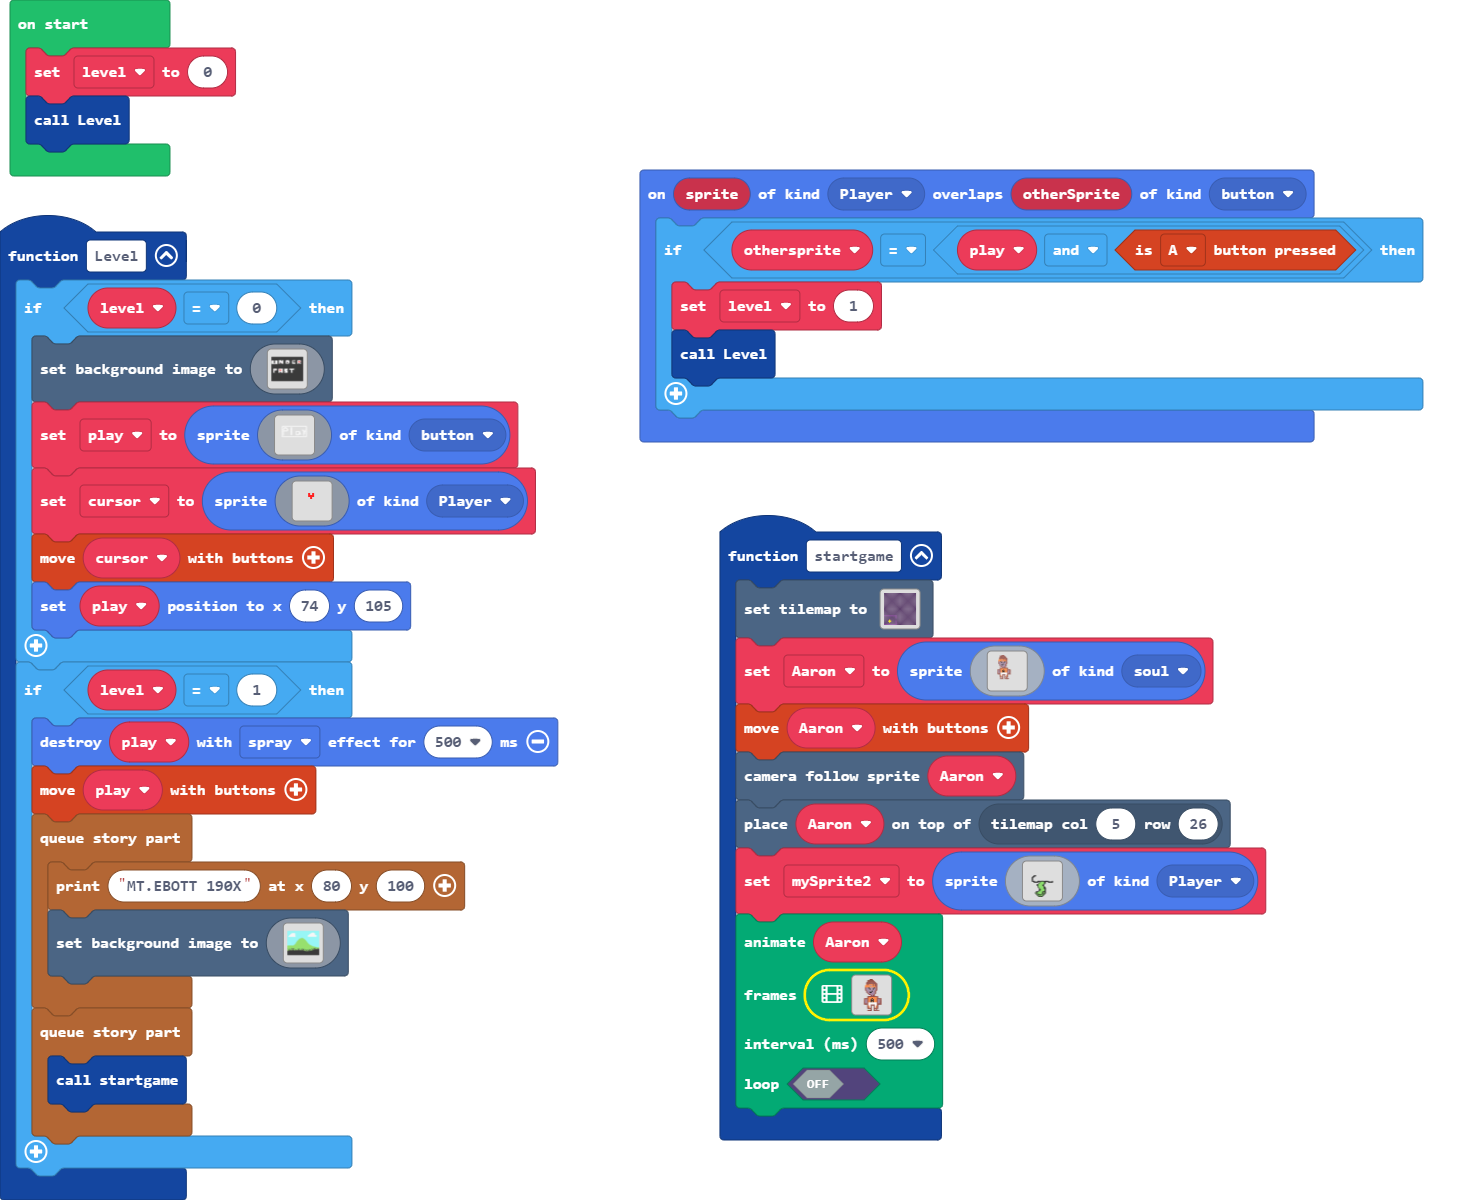 on start
set level to 0
call Level
function Level
if level = 0 then
set background image to UNDER FART
set play to sprite Play of kind button
set cursor to sprite of kind Player
move cursor with buttons
set play position to x 74 y 105
if level = 1 then
destroy play with spray effect for 500 ms
move play with buttons
queue story part
print "MT.EBOTT 190X" at x 80 y 100
set background image to
queue story part
call startgame
on sprite of kind Player overlaps otherSprite of kind button
if othersprite = play and is A button pressed then
set level to 1
call Level
function startgame
set tilemap to
set Aaron to sprite of kind soul
move Aaron with buttons
camera follow sprite Aaron
place Aaron on top of tilemap col 5 row 26
set mySprite2 to sprite of kind Player
animate Aaron
frames
interval (ms) 500
loop OFF